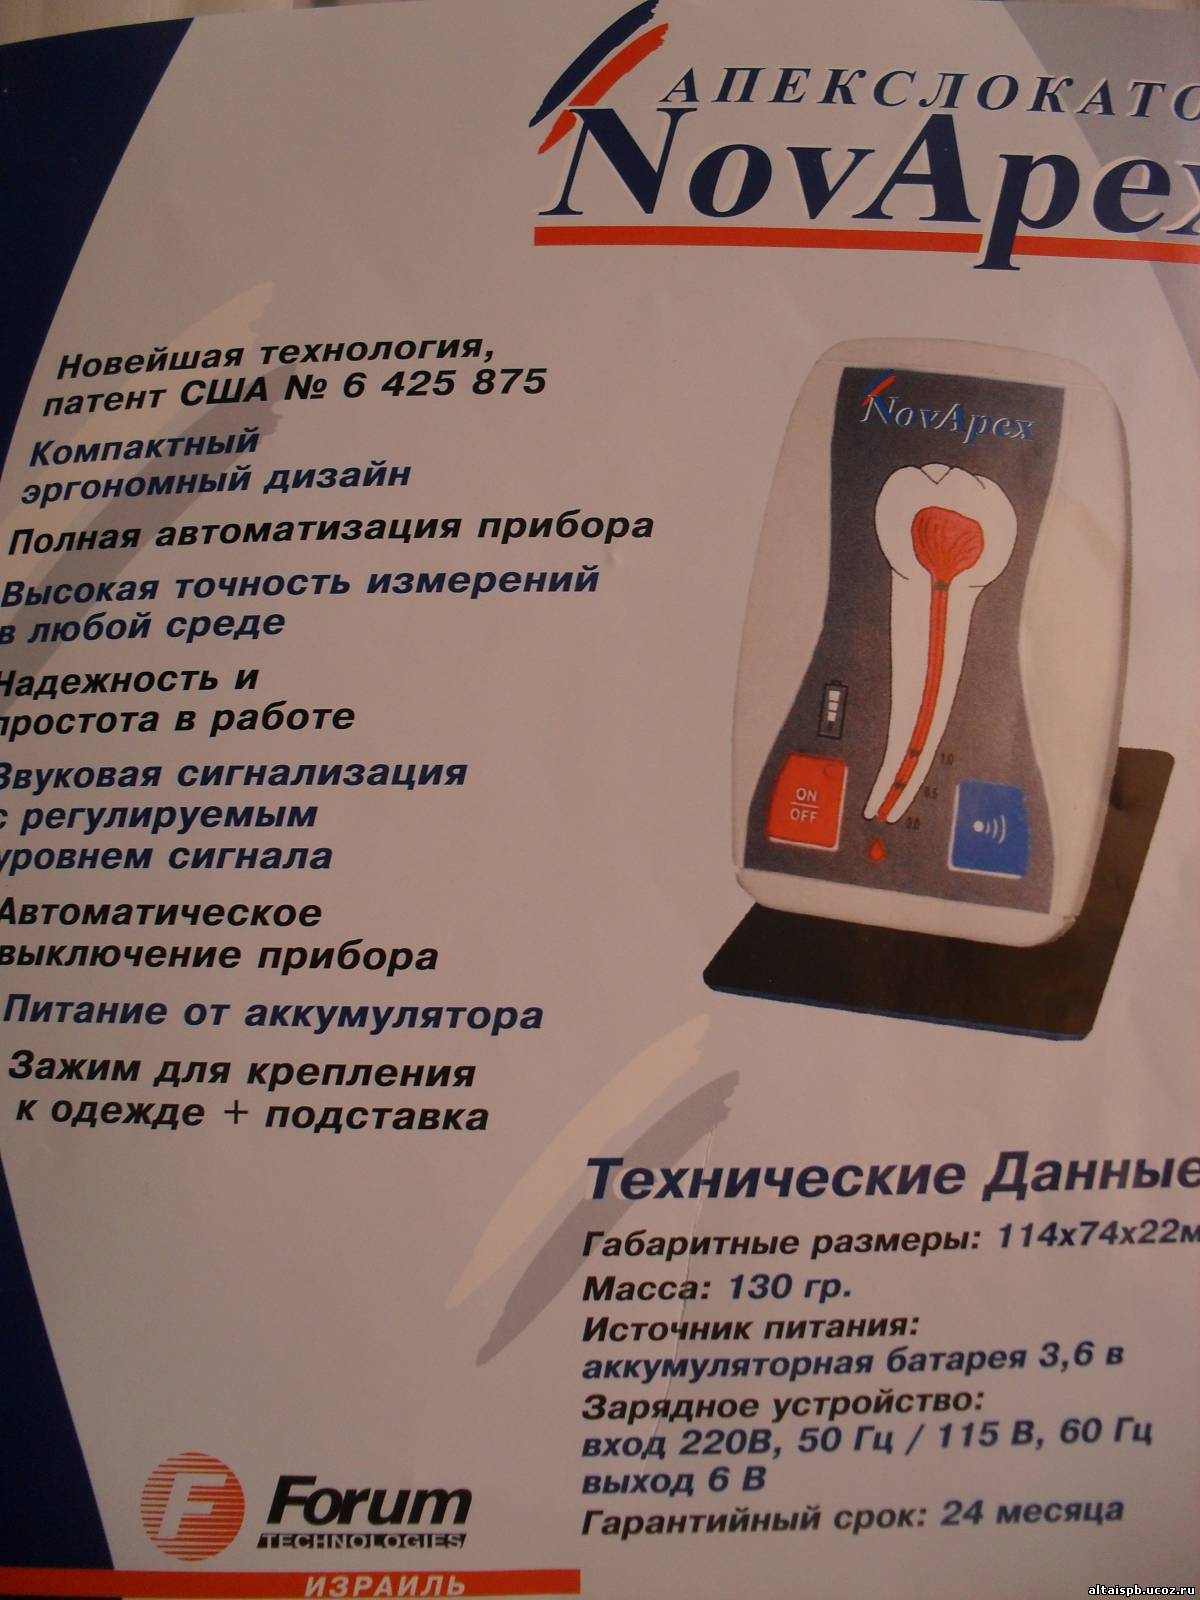 АПЕКСЛОКАТО
NovApex
Новейшая технология,
патент США № 6 425 875
Компактный
эргономный дизайн
Полная автоматизация прибора
Высокая точность измерений
в любой среде
Надежность и
простота в работе
Звуковая сигнализация
с регулируемым
уровнем сигнала
Автоматическое
выключение прибора
Питание от аккумулятора
Зажим для крепления
к одежде + подставка
NovApex
1.0
0.5
0.0
ON
OFF
Технические Данные
Габаритные размеры: 114х74х22м
Масса: 130 гр.
Источник питания:
аккумуляторная батарея 3,6 в
Зарядное устройство:
вход 220В, 50 Гц / 115 В, 60 Гц
выход 6 В
Гарантийный срок: 24 месяца
F
Forum
TECHNOLOGIES
ИЗРАИЛЬ
altaispb.ucoz.ru